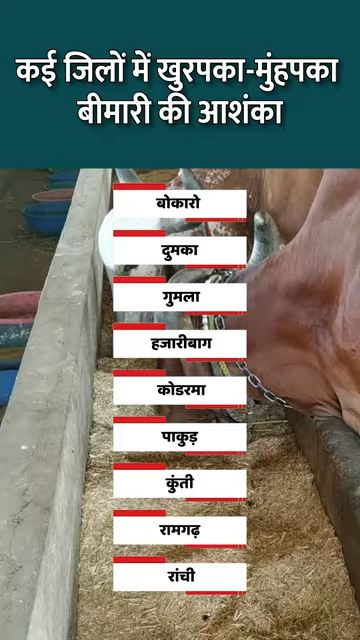 कई जिलों में खुरपका-मुंहपका
बीमारी की आशंका
बोकारो
दुमका
गुमला
हजारीबाग
कोडरमा
पाकुड़
कुंती
रामगढ़
रांची